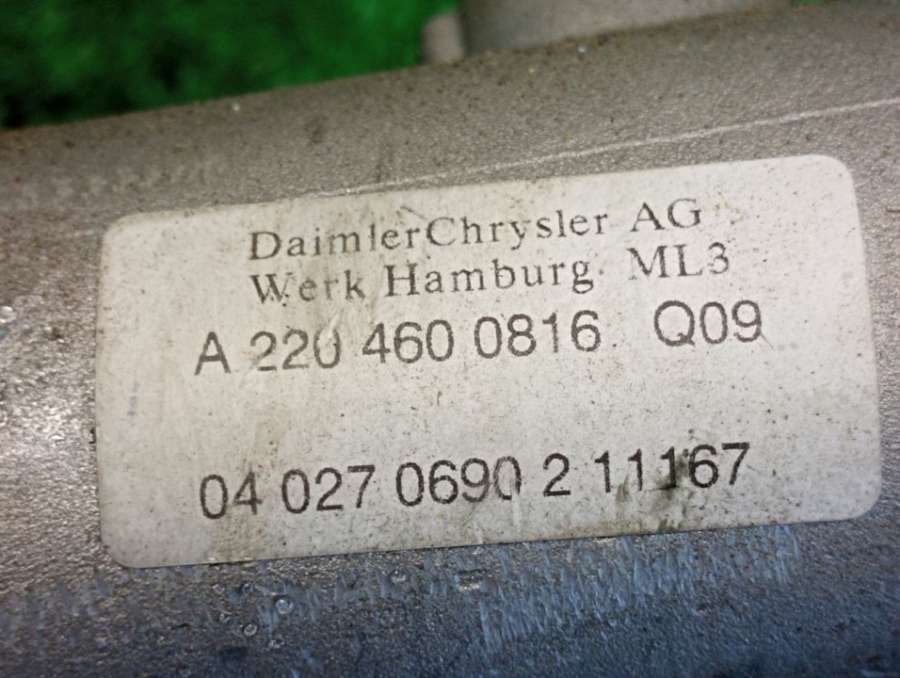 DaimlerChrysler AG
Werk Hamburg. ML3
A 220 460 0816 Q09
04 027 0690 2 11167